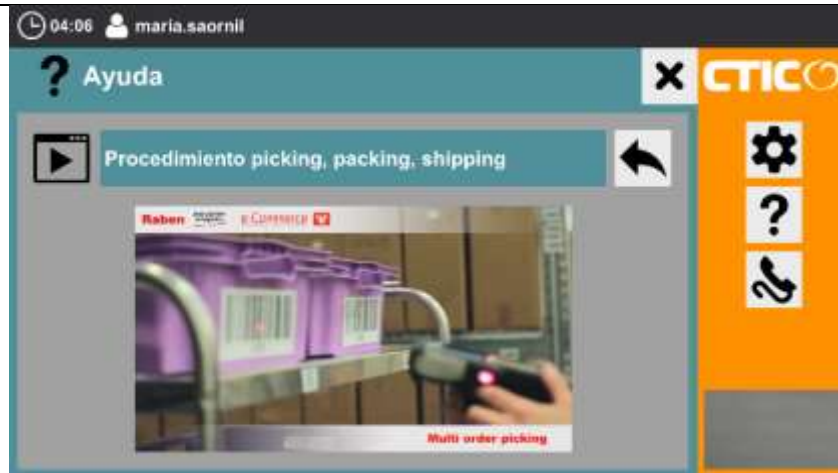 04:06 maria.saornil
? Ayuda
CTIC
Procedimiento picking, packing, shipping
Raben e Commerce
?
Multi order picking